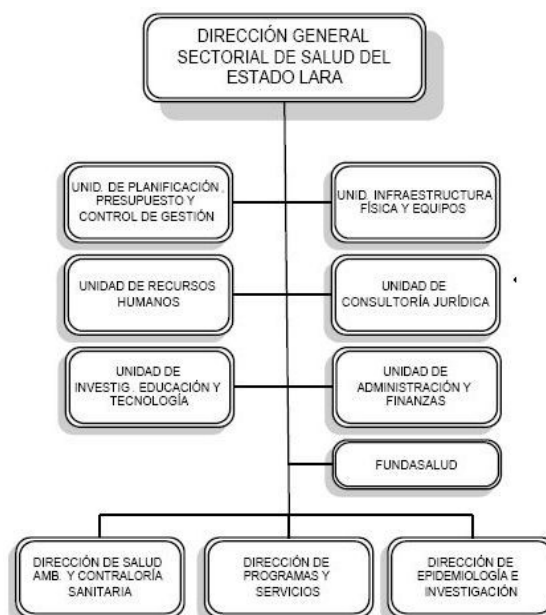 DIRECCIÓN GENERAL
SECTORIAL DE SALUD DEL
ESTADO LARA
UNID. DE PLANIFICACIÓN,
PRESUPUESTO Y
CONTROL DE GESTIÓN
UNID. INFRAESTRUCTURA
FÍSICA Y EQUIPOS
UNIDAD DE RECURSOS
HUMANOS
UNIDAD DE
CONSULTORÍA JURÍDICA
UNIDAD DE
INVESTIG. EDUCACIÓN Y
TECNOLOGÍA
UNIDAD DE
ADMINISTRACIÓN Y
FINANZAS
FUNDASALUD
DIRECCIÓN DE SALUD
AMB. Y CONTRALORÍA
SANITARIA
DIRECCIÓN DE
PROGRAMAS Y
SERVICIOS
DIRECCIÓN DE
EPIDEMIOLOGÍA E
INVESTIGACIÓN